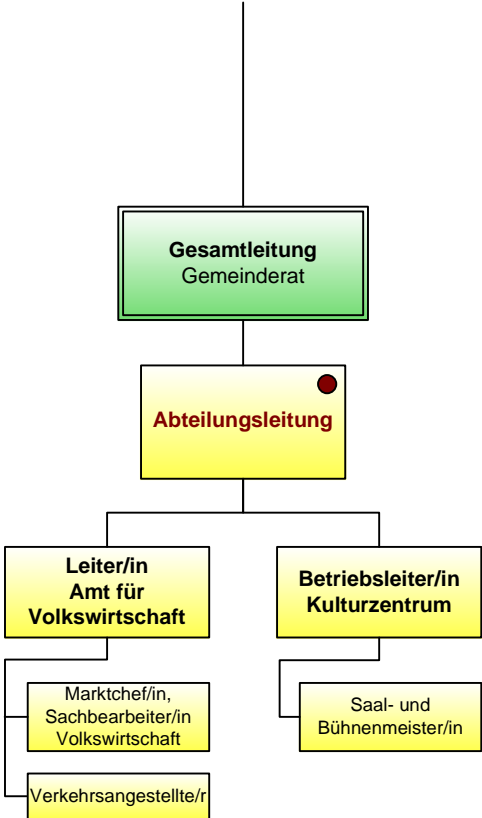 Gesamtleitung
Gemeinderat
Abteilungsleitung
Leiter/in
Amt für
Volkswirtschaft
Betriebsleiter/in
Kulturzentrum
Marktchef/in,
Sachbearbeiter/in
Volkswirtschaft
Saal- und
Bühnenmeister/in
Verkehrsangestellte/r